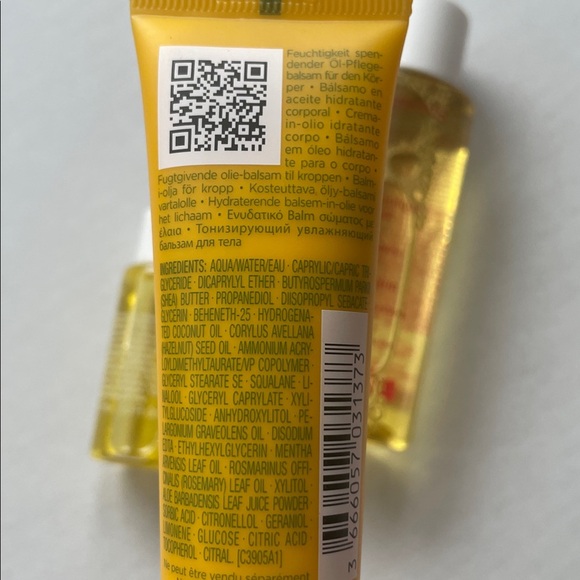 Feuchtigkeit spen-
dender Öl-Pflege-
balsam für den Kör-
per • Bálsamo en
aceite hidratante
corporal • Crema-
in-olio idratante
corpo • Bálsamo
em óleo hidratan-
te para o corpo •
Fugtgivende olie-balsam til kroppen • Balm-
i-olja för kropp • Kosteuttava, öljy-balsami
vartalolle • Hydraterende balsem-in-olie voor
het lichaam • Ενυδατικό Balm σώματος με
έλαια • Тонизирующий увлажняющий
бальзам для тела
INGREDIENTS: AQUA/WATER/EAU · CAPRYLIC/CAPRIC TRI-
GLYCERIDE · DICAPRYLYL ETHER · BUTYROSPERMUM PARKII
(SHEA) BUTTER · PROPANEDIOL · DIISOPROPYL SEBACATE
GLYCERIN · BEHENETH-25 · HYDROGENA-
TED COCONUT OIL · CORYLUS AVELLANA
(HAZELNUT) SEED OIL · AMMONIUM ACRY-
LOYLDIMETHYLTAURATE/VP COPOLYMER ·
GLYCERYL STEARATE SE · SQUALANE · LI-
NALOOL · GLYCERYL CAPRYLATE · XYLI-
TYLGLUCOSIDE · ANHYDROXYLITOL · PE-
LARGONIUM GRAVEOLENS OIL · DISODIUM
EDTA · ETHYLHEXYLGLYCERIN · MENTHA
ARVENSIS LEAF OIL · ROSMARINUS OFFI-
CINALIS (ROSEMARY) LEAF OIL · XYLITOL ·
ALOE BARBADENSIS LEAF JUICE POWDER ·
SORBIC ACID · CITRONELLOL · GERANIOL ·
LIMONENE · GLUCOSE · CITRIC ACID ·
TOCOPHEROL · CITRAL. [C3905A1]
Ne peut être vendu séparément
3 666057 031373